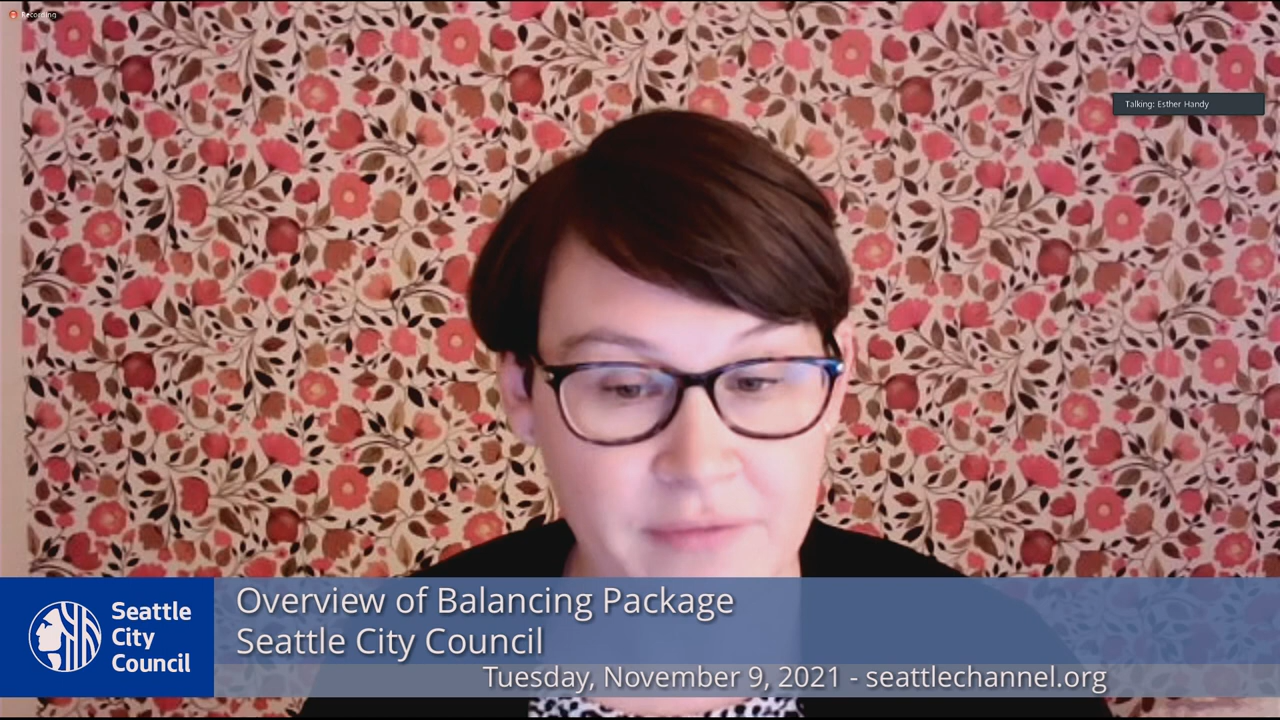 Recording
Talking: Esther Handy
Overview of Balancing Package
Seattle City Council
Seattle
City
Council
Tuesday, November 9, 2021 - seattlechannel.org